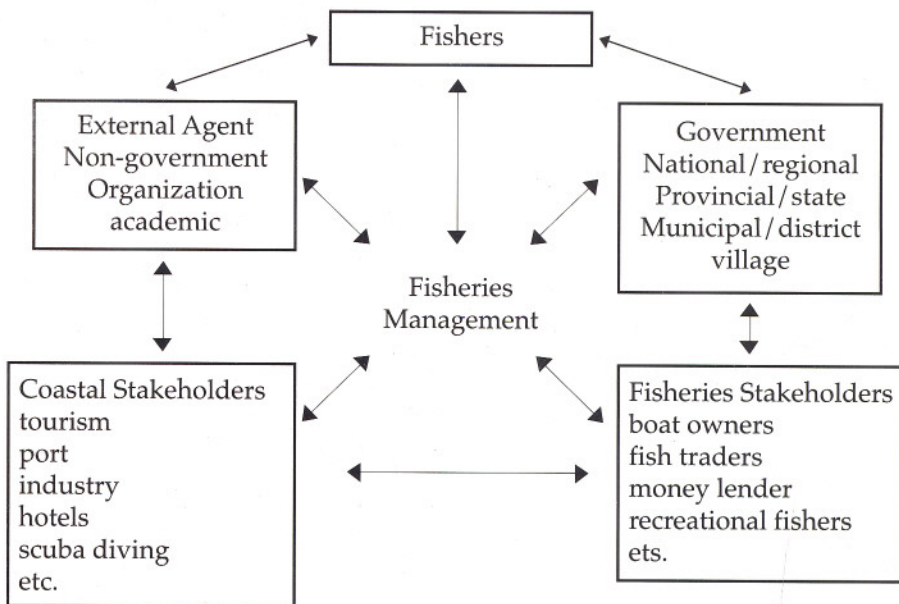 Fishers
External Agent
Non-government
Organization
academic
Government
National/regional
Provincial/state
Municipal/district
village
Fisheries
Management
Coastal Stakeholders
tourism
port
industry
hotels
scuba diving
etc.
Fisheries Stakeholders
boat owners
fish traders
money lender
recreational fishers
ets.